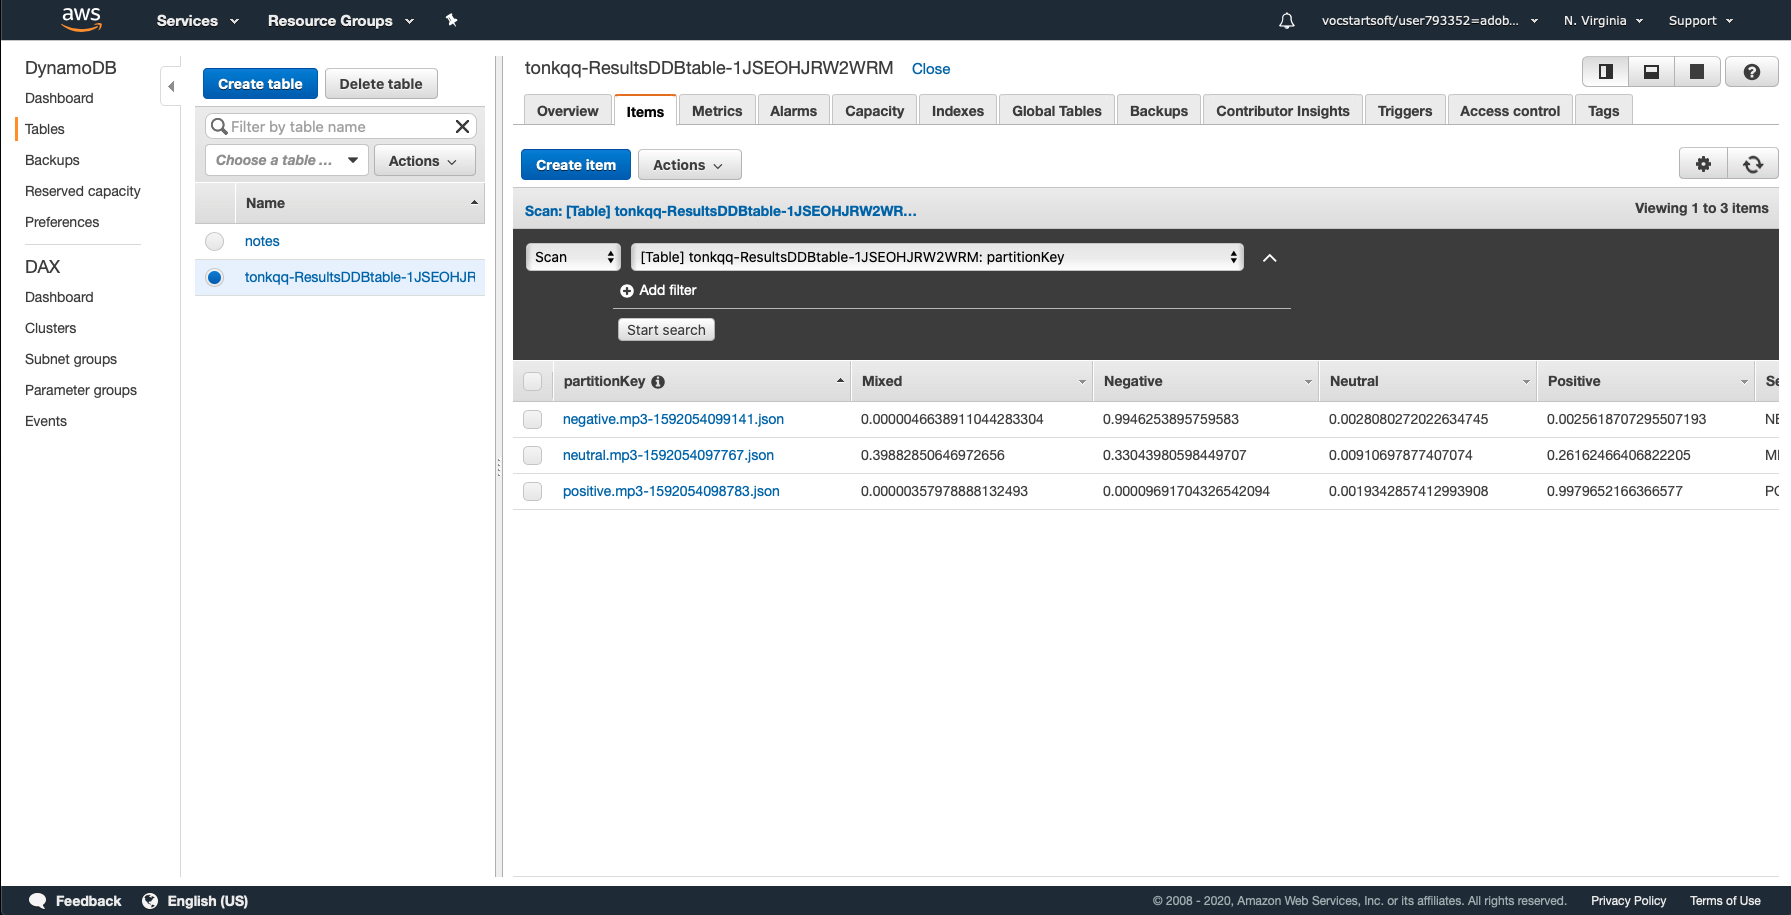 aws
Services
Resource Groups
vocstartsoft/user793352=adob...
N. Virginia
Support
DynamoDB
Dashboard
Tables
Backups
Reserved capacity
Preferences
DAX
Dashboard
Clusters
Subnet groups
Parameter groups
Events
Create table
Delete table
Filter by table name
Choose a table ...
Actions
Name
notes
tonkqq-ResultsDDBtable-1JSEOHJR
tonkqq-ResultsDDBtable-1JSEOHJRW2WRM Close
Overview Items Metrics Alarms Capacity Indexes Global Tables Backups Contributor Insights Triggers Access control Tags
Create item Actions
Scan: [Table] tonkqq-ResultsDDBtable-1JSEOHJRW2WR... Viewing 1 to 3 items
Scan [Table] tonkqq-ResultsDDBtable-1JSEOHJRW2WRM: partitionKey
Add filter
Start search
partitionKey Mixed Negative Neutral Positive Se
negative.mp3-1592054099141.json 0.0000046638911044283304 0.9946253895759583 0.0028080272022634745 0.0025618707295507193 NE
neutral.mp3-1592054097767.json 0.39882850646972656 0.33043980598449707 0.00910697877407074 0.26162466406822205 MI
positive.mp3-1592054098783.json 0.00000357978888132493 0.00009691704326542094 0.0019342857412993908 0.9979652166366577 PO
Feedback English (US) © 2008 - 2020, Amazon Web Services, Inc. or its affiliates. All rights reserved. Privacy Policy Terms of Use